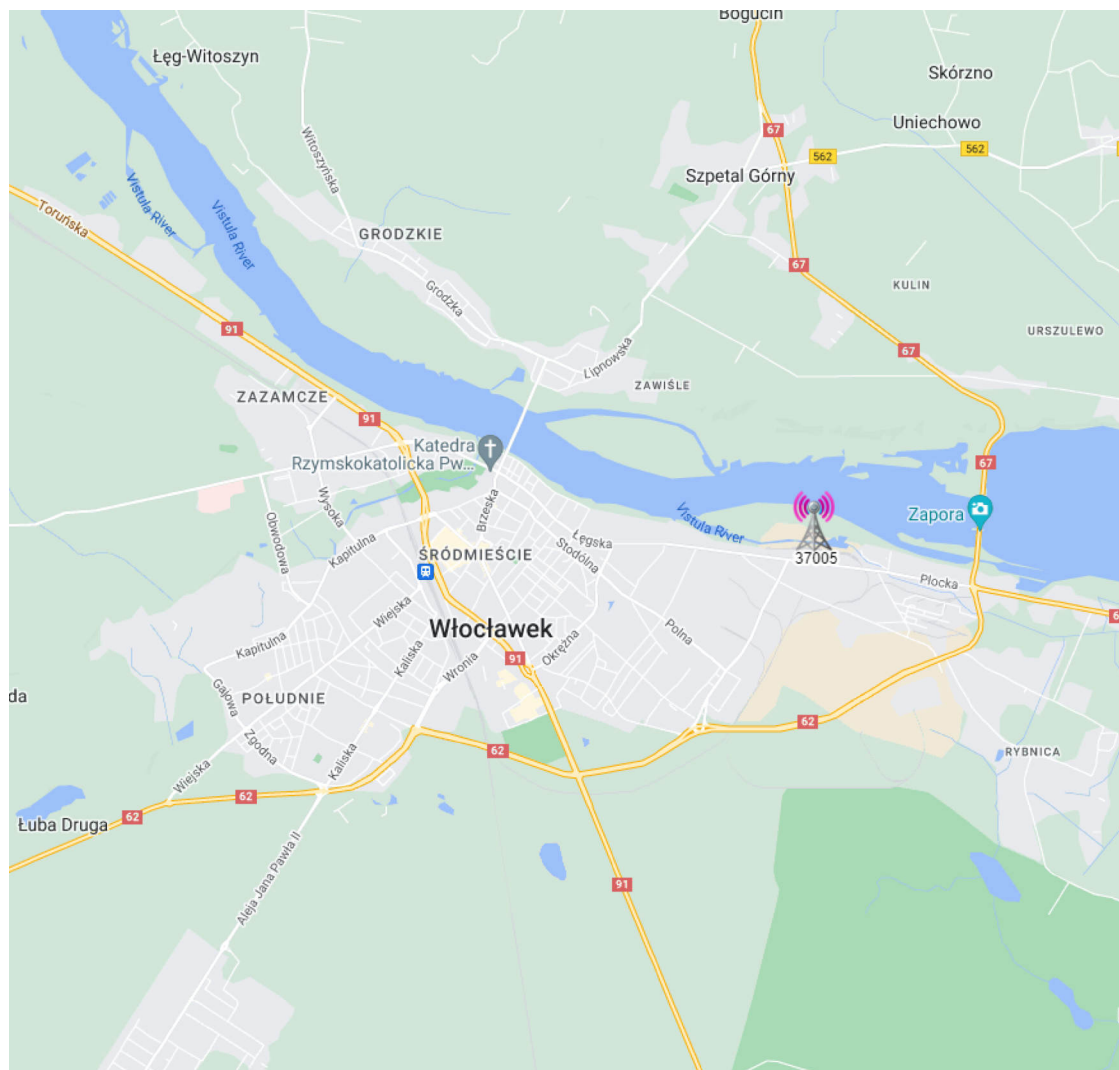 Bogucin
Łęg-Witoszyn
Skórzno
Uniechowo
67
562
562
Witoszyńska
Szpetal Górny
Toruńska
Vistula River
Vistula River
GRODZKIE
67
KULIN
Grodzka
91
URSZULEWO
Lipnowska
67
ZAWIŚLE
ZAZAMCZE
91
Katedra
Rzymskokatolicka Pw...
67
Wysoka
Brzeska
Obwodowa
Vistula River
Zapora
Kapitulna
Łęgska
Stodólna
ŚRÓDMIEŚCIE
37005
Płocka
Wiejska
Włocławek
Polna
Kapitulna
Kaliska
Wronia
Okrężna
91
da
Gajowa
POŁUDNIE
62
62
Zgodna
Kaliska
RYBNICA
Wiejska
62
62
Łuba Druga
Aleja Jana Pawła II
91